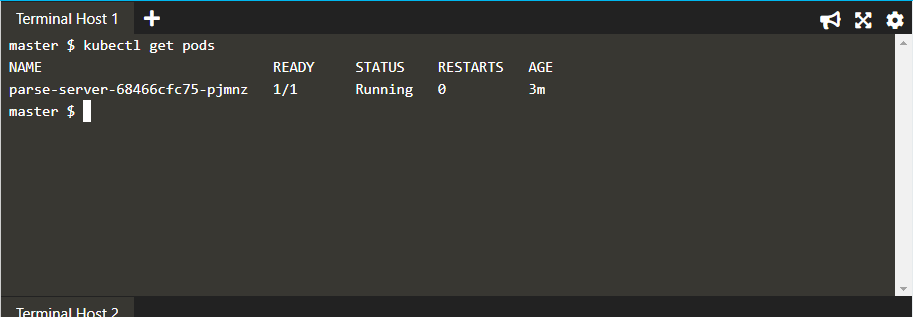 Terminal Host 1
master $ kubectl get pods
NAME READY STATUS RESTARTS AGE
parse-server-68466cfc75-pjmnz 1/1 Running 0 3m
master $
Terminal Host 2